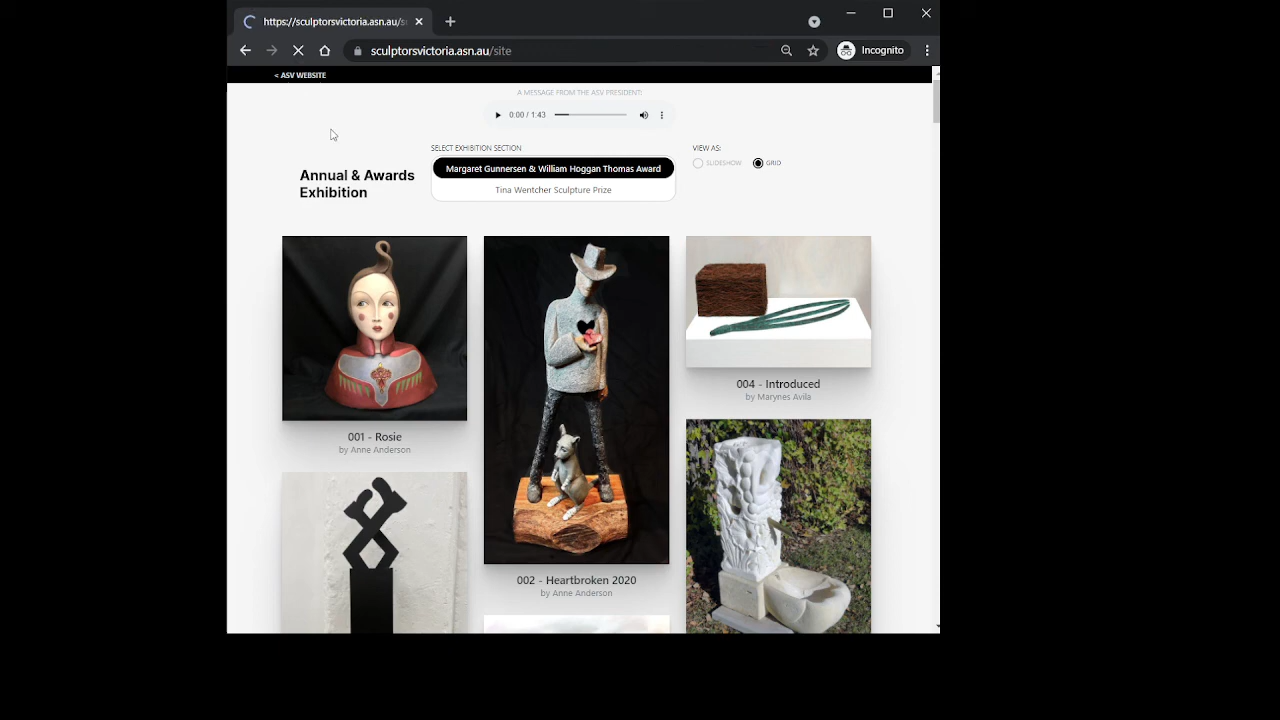 https://sculptorsvictoria.asn.au/s
sculptorsvictoria.asn.au/site
Incognito
< ASV WEBSITE
A MESSAGE FROM THE ASV PRESIDENT:
0:00 / 1:43
SELECT EXHIBITION SECTION
VIEW AS:
Margaret Gunnersen & William Hoggan Thomas Award
SLIDESHOW
GRID
Annual & Awards
Exhibition
Tina Wentcher Sculpture Prize
001 - Rosie
by Anne Anderson
002 - Heartbroken 2020
by Anne Anderson
004 - Introduced
by Marynes Avila